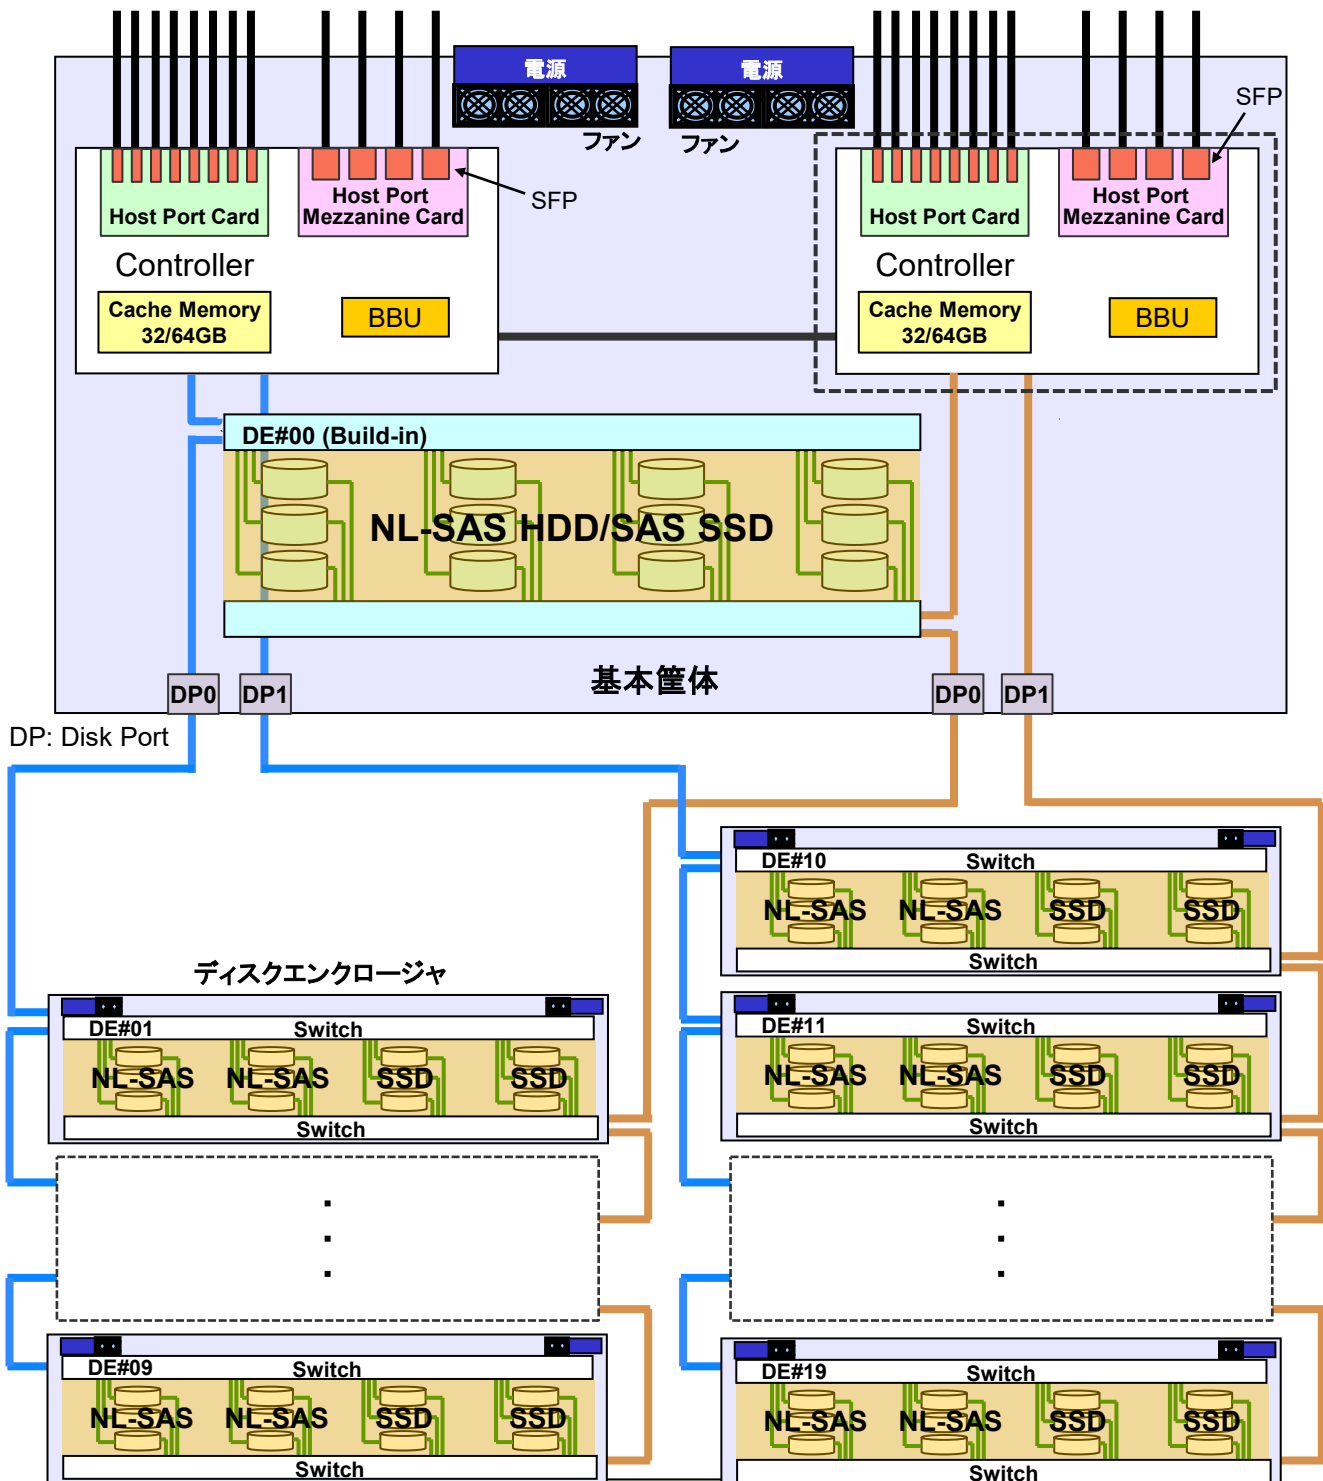 電源
電源
ファン
ファン
SFP
Host Port Card
Host Port
Mezzanine Card
SFP
Host Port Card
Host Port
Mezzanine Card
Controller
Cache Memory
32/64GB
BBU
Controller
Cache Memory
32/64GB
BBU
DE#00 (Build-in)
NL-SAS HDD/SAS SSD
基本筐体
DP0
DP1
DP0
DP1
DP: Disk Port
DE#10
Switch
NL-SAS
NL-SAS
SSD
SSD
Switch
ディスクエンクロージャ
DE#01
Switch
NL-SAS
NL-SAS
SSD
SSD
Switch
DE#11
Switch
NL-SAS
NL-SAS
SSD
SSD
Switch
DE#09
Switch
NL-SAS
NL-SAS
SSD
SSD
Switch
DE#19
Switch
NL-SAS
NL-SAS
SSD
SSD
Switch